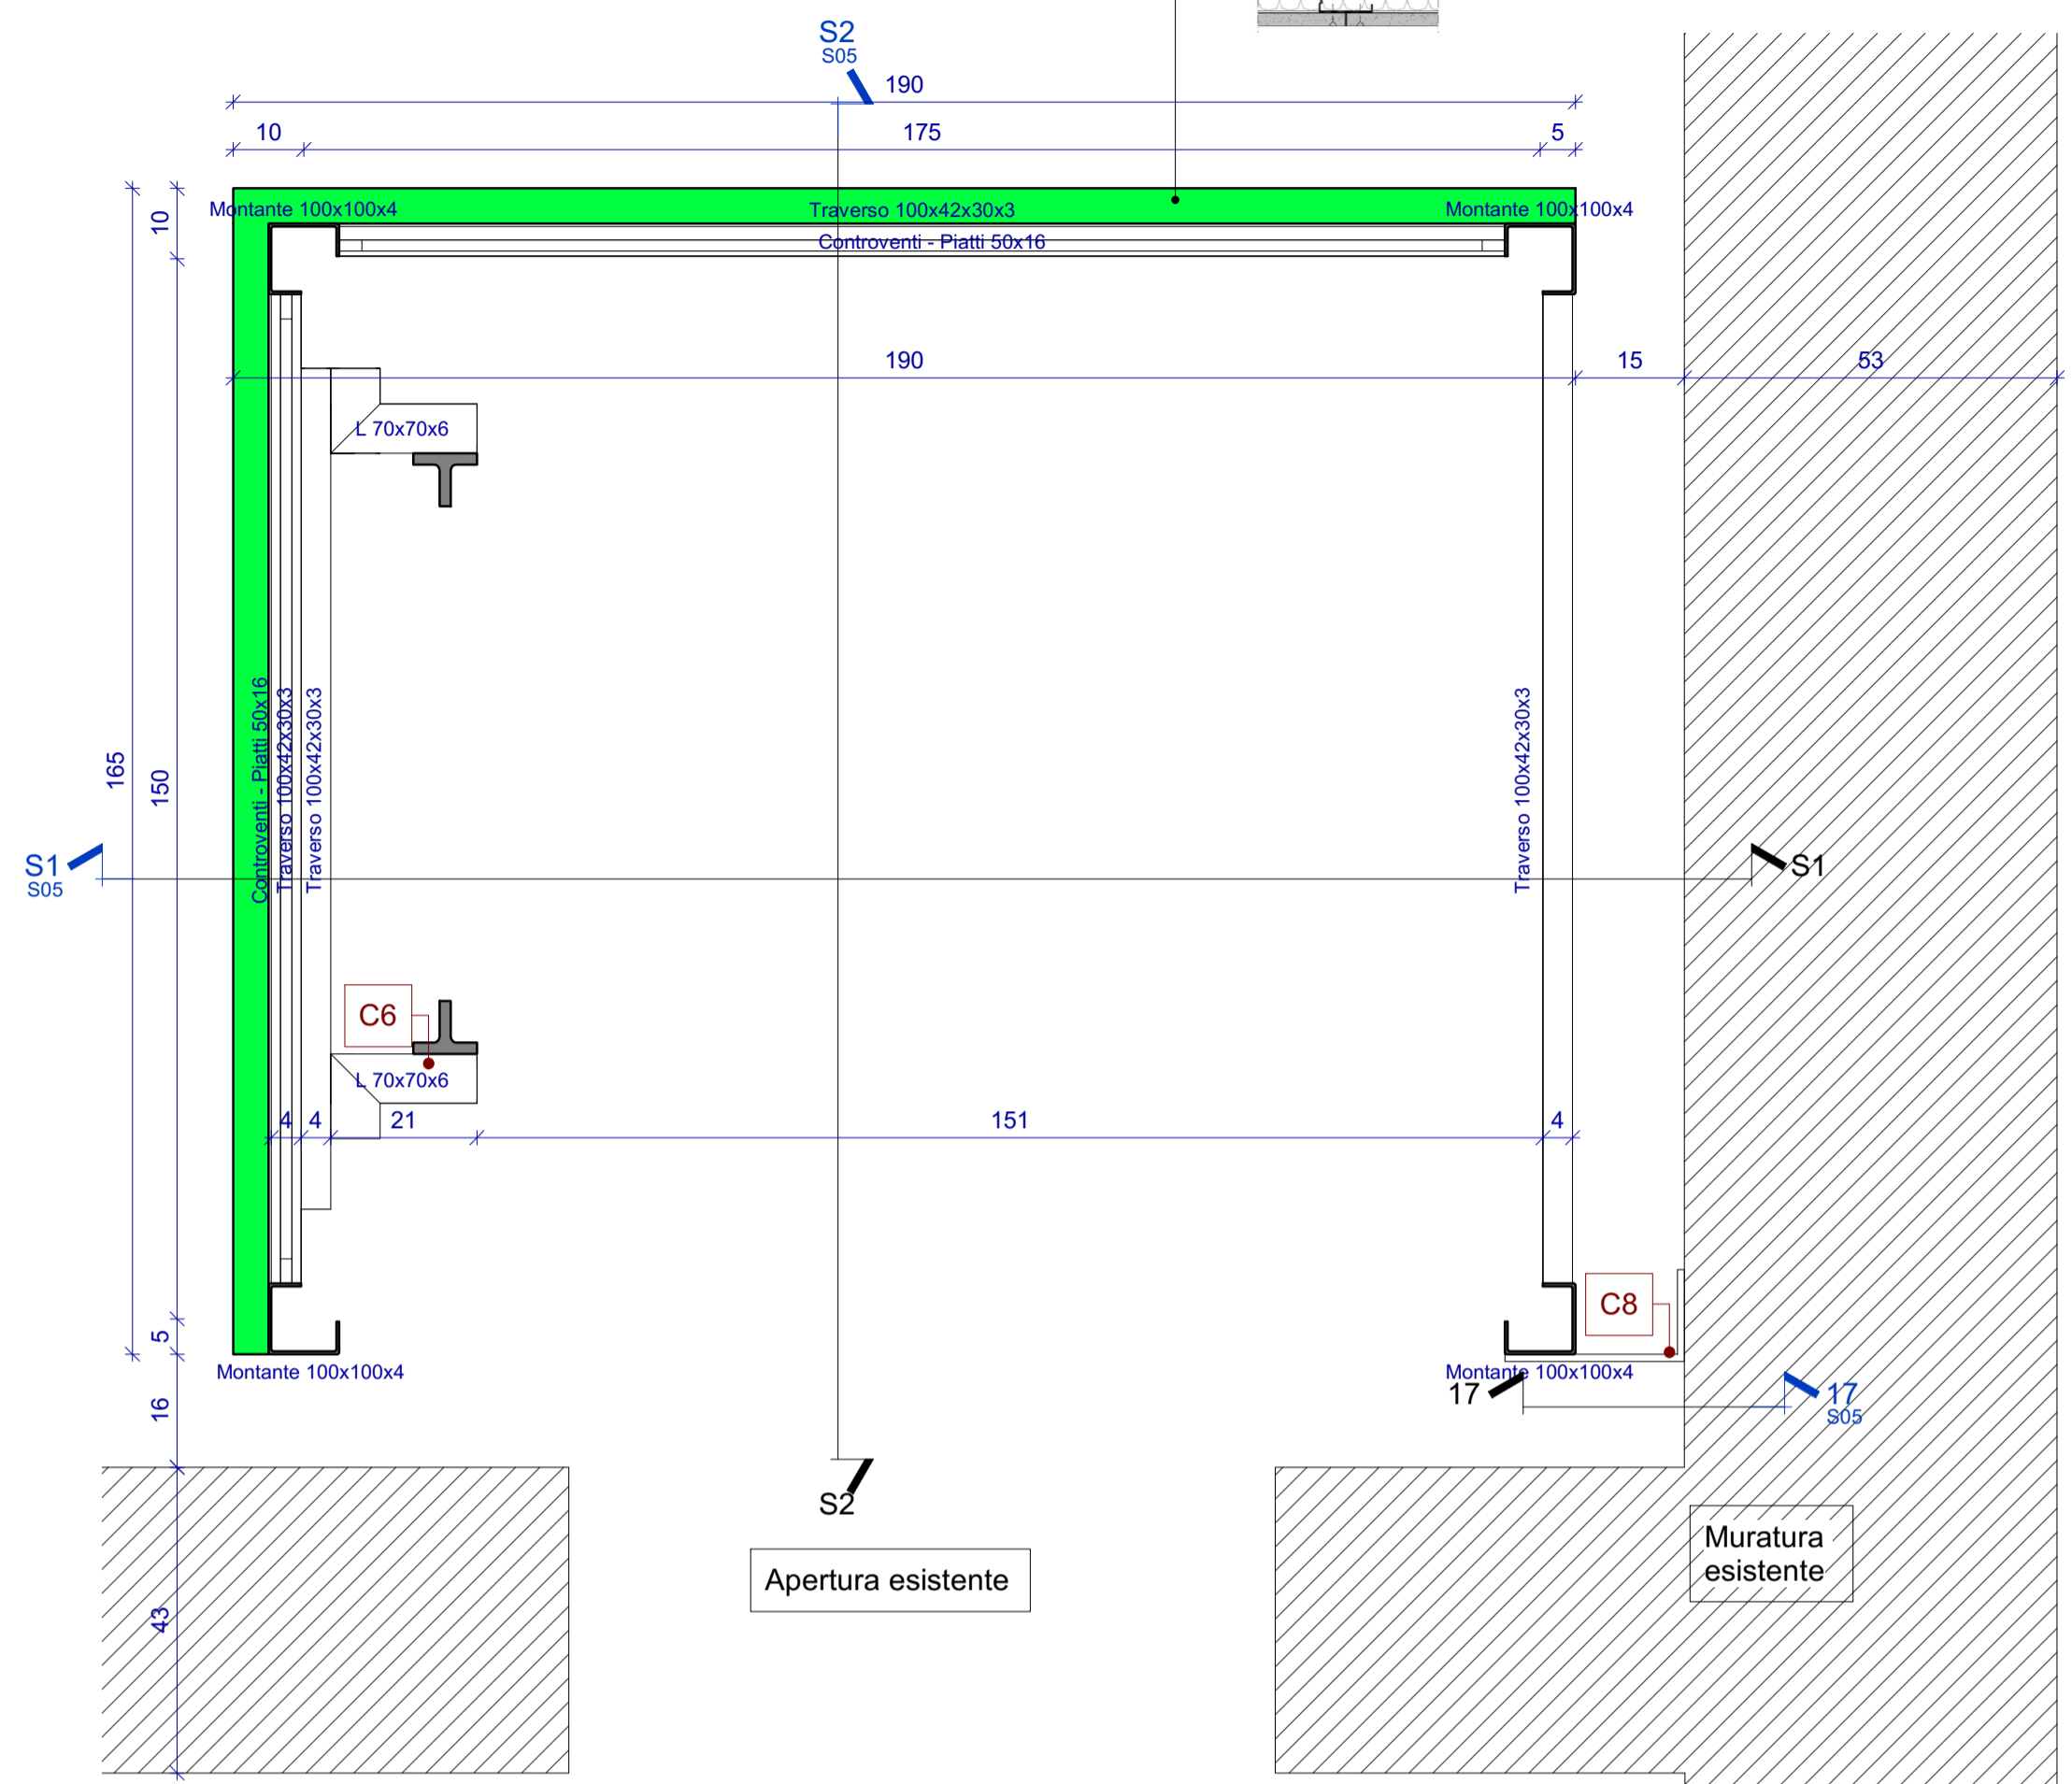 S2
S05
190
10
175
5
10
Montante 100x100x4
Traverso 100x42x30x3
Montante 100x100x4
Controventi - Piatti 50x16
190
15
53
L 70x70x6
165
150
Controventi - Piatti 50x16
Traverso 100x42x30x3
Traverso 100x42x30x3
Traverso 100x42x30x3
S1
S05
S1
C6
L 70x70x6
4
4
21
151
4
C8
5
Montante 100x100x4
Montante 100x100x4
16
17
17
S05
S2
Muratura
esistente
Apertura esistente
43